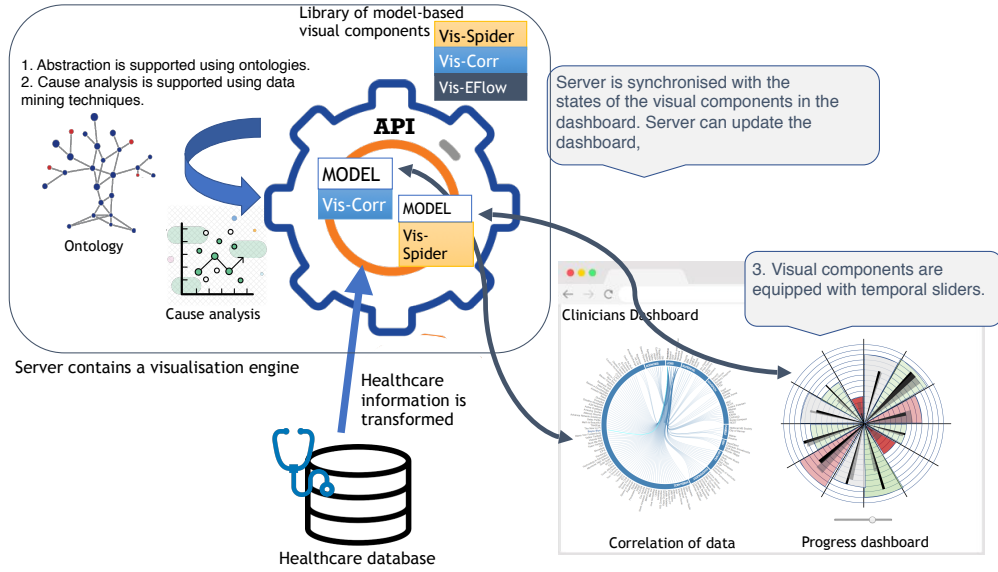 Library of model-based
visual components
Vis-Spider
Vis-Corr
Vis-EFlow
1. Abstraction is supported using ontologies.
2. Cause analysis is supported using data
mining techniques.
Server is synchronised with the
states of the visual components in the
dashboard. Server can update the
dashboard,
API
MODEL
Vis-Corr
MODEL
Vis-
Spider
Ontology
Cause analysis
3. Visual components are
equipped with temporal sliders.
Clinicians Dashboard
Server contains a visualisation engine
Healthcare
information is
transformed
Correlation of data
Progress dashboard
Healthcare database